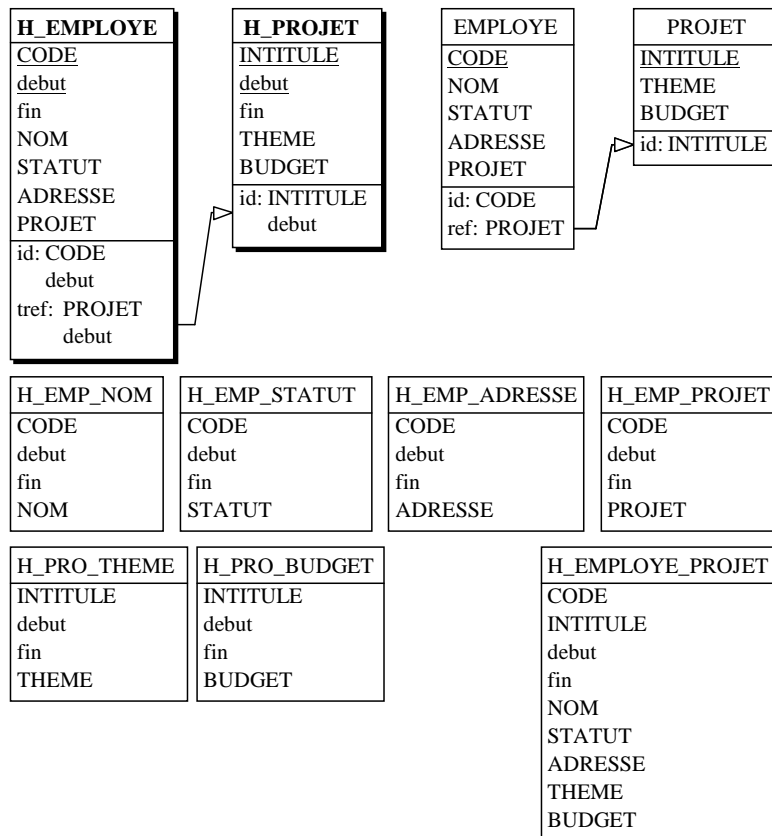 H_EMPLOYE
CODE
debut
fin
NOM
STATUT
ADRESSE
PROJET
id: CODE
debut
tref: PROJET
debut
H_PROJET
INTITULE
debut
fin
THEME
BUDGET
id: INTITULE
debut
EMPLOYE
CODE
NOM
STATUT
ADRESSE
PROJET
id: CODE
ref: PROJET
PROJET
INTITULE
THEME
BUDGET
id: INTITULE
H_EMP_NOM
CODE
debut
fin
NOM
H_EMP_STATUT
CODE
debut
fin
STATUT
H_EMP_ADRESSE
CODE
debut
fin
ADRESSE
H_EMP_PROJET
CODE
debut
fin
PROJET
H_PRO_THEME
INTITULE
debut
fin
THEME
H_PRO_BUDGET
INTITULE
debut
fin
BUDGET
H_EMPLOYE_PROJET
CODE
INTITULE
debut
fin
NOM
STATUT
ADRESSE
THEME
BUDGET